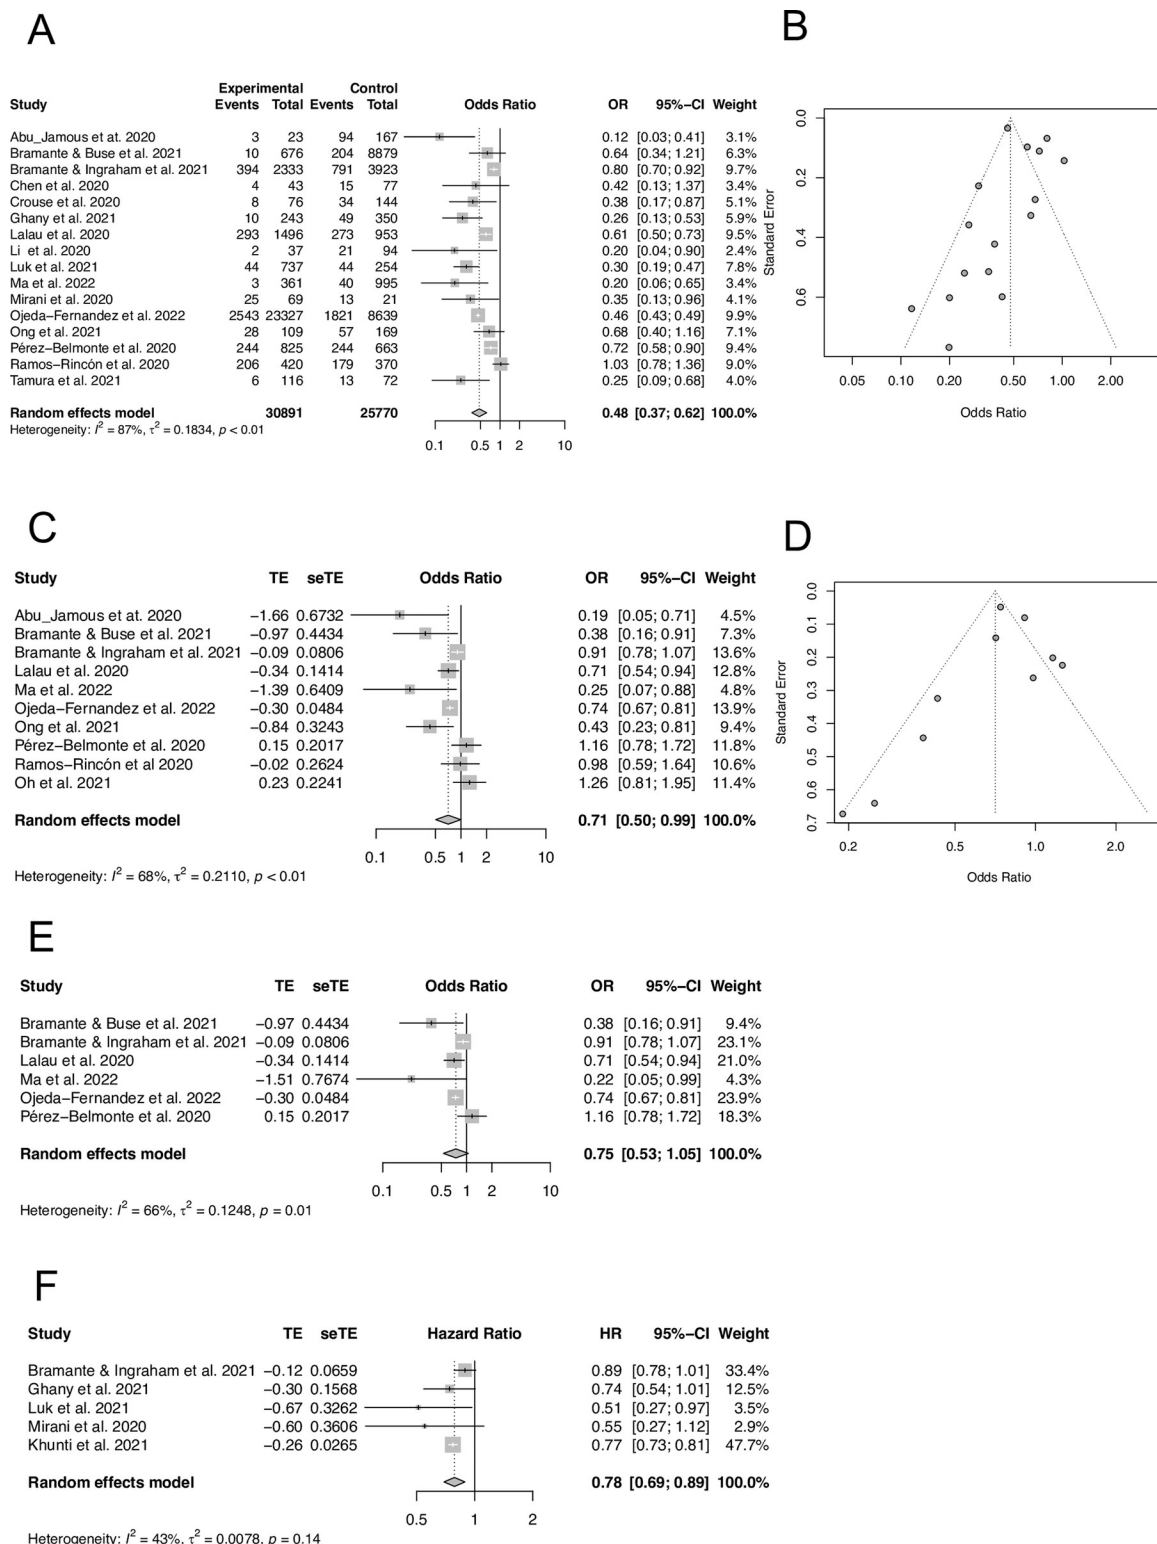 A
Experimental Control
Study Events Total Events Total Odds Ratio OR 95%−CI Weight
Abu_Jamous et at. 2020 3 23 94 167 0.12 [0.03; 0.41] 3.1%
Bramante & Buse et al. 2021 10 676 204 8879 0.64 [0.34; 1.21] 6.3%
Bramante & Ingraham et al. 2021 394 2333 791 3923 0.80 [0.70; 0.92] 9.7%
Chen et al. 2020 4 43 15 77 0.42 [0.13; 1.37] 3.4%
Crouse et al. 2020 8 76 34 144 0.38 [0.17; 0.87] 5.1%
Ghany et al. 2021 10 243 49 350 0.26 [0.13; 0.53] 5.9%
Lalau et al. 2020 293 1496 273 953 0.61 [0.50; 0.73] 9.5%
Li et al. 2020 2 37 21 94 0.20 [0.04; 0.90] 2.4%
Luk et al. 2021 44 737 44 254 0.30 [0.19; 0.47] 7.8%
Ma et al. 2022 3 361 40 995 0.20 [0.06; 0.65] 3.4%
Mirani et al. 2020 25 69 13 21 0.35 [0.13; 0.96] 4.1%
Ojeda−Fernandez et al. 2022 2543 23327 1821 8639 0.46 [0.43; 0.49] 9.9%
Ong et al. 2021 28 109 57 169 0.68 [0.40; 1.16] 7.1%
Pérez−Belmonte et al. 2020 244 825 244 663 0.72 [0.58; 0.90] 9.4%
Ramos−Rincón et al. 2020 206 420 179 370 1.03 [0.78; 1.36] 9.0%
Tamura et al. 2021 6 116 13 72 0.25 [0.09; 0.68] 4.0%
Random effects model 30891 25770 0.48 [0.37; 0.62] 100.0%
Heterogeneity: I² = 87%, τ² = 0.1834, p < 0.01
0.1 0.5 1 2 10
B
Standard Error
0.0
0.2
0.4
0.6
0.05 0.10 0.20 0.50 1.00 2.00
Odds Ratio
C
Study TE seTE Odds Ratio OR 95%−CI Weight
Abu_Jamous et at. 2020 −1.66 0.6732 0.19 [0.05; 0.71] 4.5%
Bramante & Buse et al. 2021 −0.97 0.4434 0.38 [0.16; 0.91] 7.3%
Bramante & Ingraham et al. 2021 −0.09 0.0806 0.91 [0.78; 1.07] 13.6%
Lalau et al. 2020 −0.34 0.1414 0.71 [0.54; 0.94] 12.8%
Ma et al. 2022 −1.39 0.6409 0.25 [0.07; 0.88] 4.8%
Ojeda−Fernandez et al. 2022 −0.30 0.0484 0.74 [0.67; 0.81] 13.9%
Ong et al. 2021 −0.84 0.3243 0.43 [0.23; 0.81] 9.4%
Pérez−Belmonte et al. 2020 0.15 0.2017 1.16 [0.78; 1.72] 11.8%
Ramos−Rincón et al 2020 −0.02 0.2624 0.98 [0.59; 1.64] 10.6%
Oh et al. 2021 0.23 0.2241 1.26 [0.81; 1.95] 11.4%
Random effects model 0.71 [0.50; 0.99] 100.0%
0.1 0.5 1 2 10
Heterogeneity: I² = 68%, τ² = 0.2110, p < 0.01
D
Standard Error
0.0
0.1
0.2
0.3
0.4
0.5
0.6
0.7
0.2 0.5 1.0 2.0
Odds Ratio
E
Study TE seTE Odds Ratio OR 95%−CI Weight
Bramante & Buse et al. 2021 −0.97 0.4434 0.38 [0.16; 0.91] 9.4%
Bramante & Ingraham et al. 2021 −0.09 0.0806 0.91 [0.78; 1.07] 23.1%
Lalau et al. 2020 −0.34 0.1414 0.71 [0.54; 0.94] 21.0%
Ma et al. 2022 −1.51 0.7674 0.22 [0.05; 0.99] 4.3%
Ojeda−Fernandez et al. 2022 −0.30 0.0484 0.74 [0.67; 0.81] 23.9%
Pérez−Belmonte et al. 2020 0.15 0.2017 1.16 [0.78; 1.72] 18.3%
Random effects model 0.75 [0.53; 1.05] 100.0%
0.1 0.5 1 2 10
Heterogeneity: I² = 66%, τ² = 0.1248, p = 0.01
F
Study TE seTE Hazard Ratio HR 95%−CI Weight
Bramante & Ingraham et al. 2021 −0.12 0.0659 0.89 [0.78; 1.01] 33.4%
Ghany et al. 2021 −0.30 0.1568 0.74 [0.54; 1.01] 12.5%
Luk et al. 2021 −0.67 0.3262 0.51 [0.27; 0.97] 3.5%
Mirani et al. 2020 −0.60 0.3606 0.55 [0.27; 1.12] 2.9%
Khunti et al. 2021 −0.26 0.0265 0.77 [0.73; 0.81] 47.7%
Random effects model 0.78 [0.69; 0.89] 100.0%
0.5 1 2
Heterogeneity: I² = 43%, τ² = 0.0078, p = 0.14